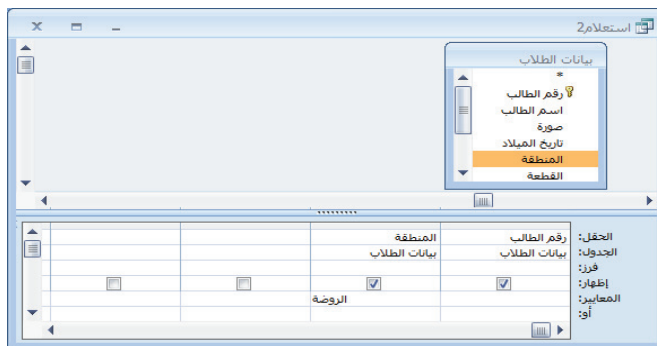 استعلام2
بيانات الطلاب
*
رقم الطالب
اسم الطالب
صورة
تاريخ الميلاد
المنطقة
القطعة
الحقل: رقم الطالب المنطقة
الجدول: بيانات الطلاب بيانات الطلاب
فرز:
إظهار:
المعايير: الروضة
أو: